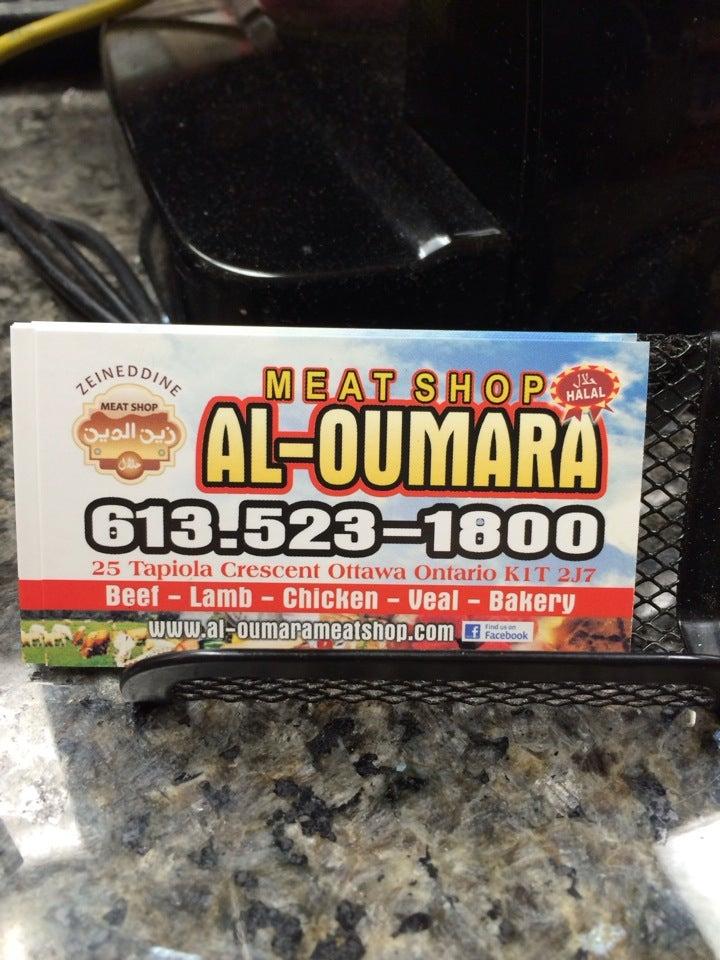 ZEINEDDINE
MEAT SHOP
زين الدين
حلال
MEAT SHOP
حلال
HALAL
AL-OUMARA
613.523-1800
25 Tapiola Crescent Ottawa Ontario K1T 2J7
Beef - Lamb - Chicken - Veal - Bakery
www.al-oumarameatshop.com
f Find us on
Facebook